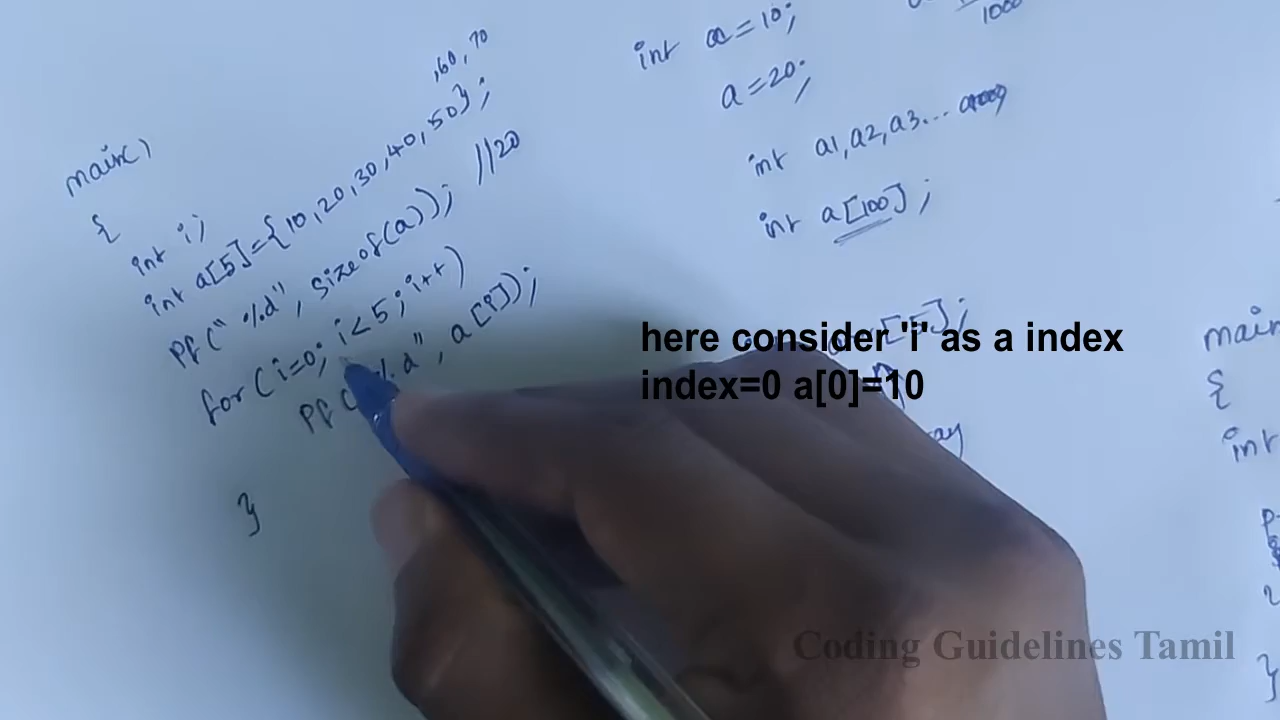 main()
{
int i;
,60,70
int a[5]={10,20,30,40,50};
Pf("%d", sizeof(a)); //20
for(i=0; i<5; i++)
Pf( %d", a[i]);
}
int a=10;
1000
a=20;
int a1,a2,a3...
int a[100];
[5];
here consider 'i' as a index
index=0 a[0]=10
main
{
int
}
Coding Guidelines Tamil